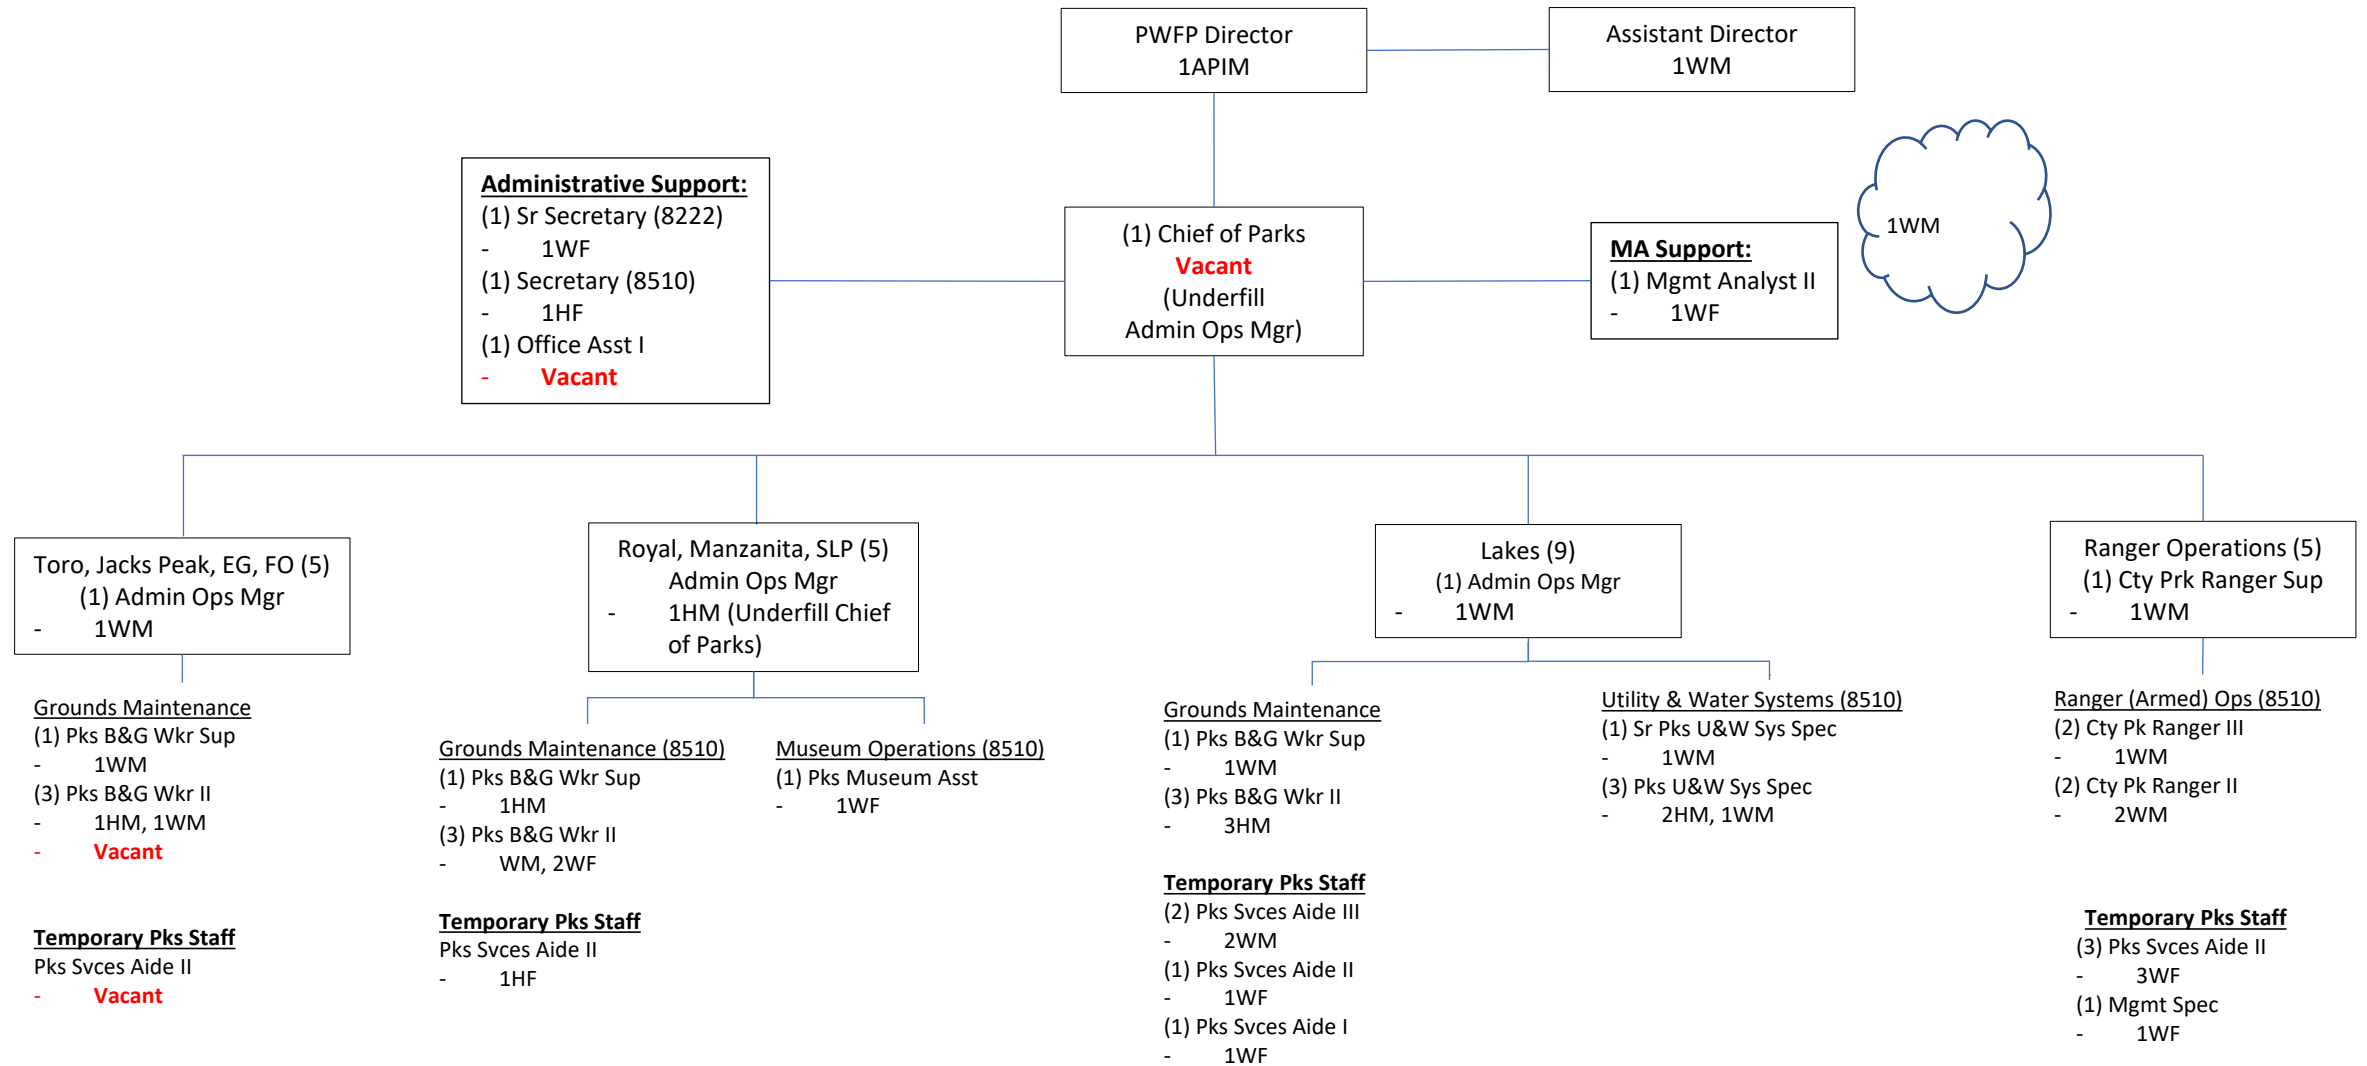 PWFP Director
1APIM
Assistant Director
1WM
Administrative Support:
(1) Sr Secretary (8222)
- 1WF
(1) Secretary (8510)
- 1HF
(1) Office Asst I
- Vacant
(1) Chief of Parks
Vacant
(Underfill
Admin Ops Mgr)
MA Support:
(1) Mgmt Analyst II
- 1WF
1WM
Toro, Jacks Peak, EG, FO (5)
(1) Admin Ops Mgr
- 1WM
Grounds Maintenance
(1) Pks B&G Wkr Sup
- 1WM
(3) Pks B&G Wkr II
- 1HM, 1WM
- Vacant
Temporary Pks Staff
Pks Svces Aide II
- Vacant
Royal, Manzanita, SLP (5)
Admin Ops Mgr
- 1HM (Underfill Chief
of Parks)
Grounds Maintenance (8510)
(1) Pks B&G Wkr Sup
- 1HM
(3) Pks B&G Wkr II
- WM, 2WF
Temporary Pks Staff
Pks Svces Aide II
- 1HF
Museum Operations (8510)
(1) Pks Museum Asst
- 1WF
Lakes (9)
(1) Admin Ops Mgr
- 1WM
Grounds Maintenance
(1) Pks B&G Wkr Sup
- 1WM
(3) Pks B&G Wkr II
- 3HM
Temporary Pks Staff
(2) Pks Svces Aide III
- 2WM
(1) Pks Svces Aide II
- 1WF
(1) Pks Svces Aide I
- 1WF
Utility & Water Systems (8510)
(1) Sr Pks U&W Sys Spec
- 1WM
(3) Pks U&W Sys Spec
- 2HM, 1WM
Ranger Operations (5)
(1) Cty Prk Ranger Sup
- 1WM
Ranger (Armed) Ops (8510)
(2) Cty Pk Ranger III
- 1WM
(2) Cty Pk Ranger II
- 2WM
Temporary Pks Staff
(3) Pks Svces Aide II
- 3WF
(1) Mgmt Spec
- 1WF